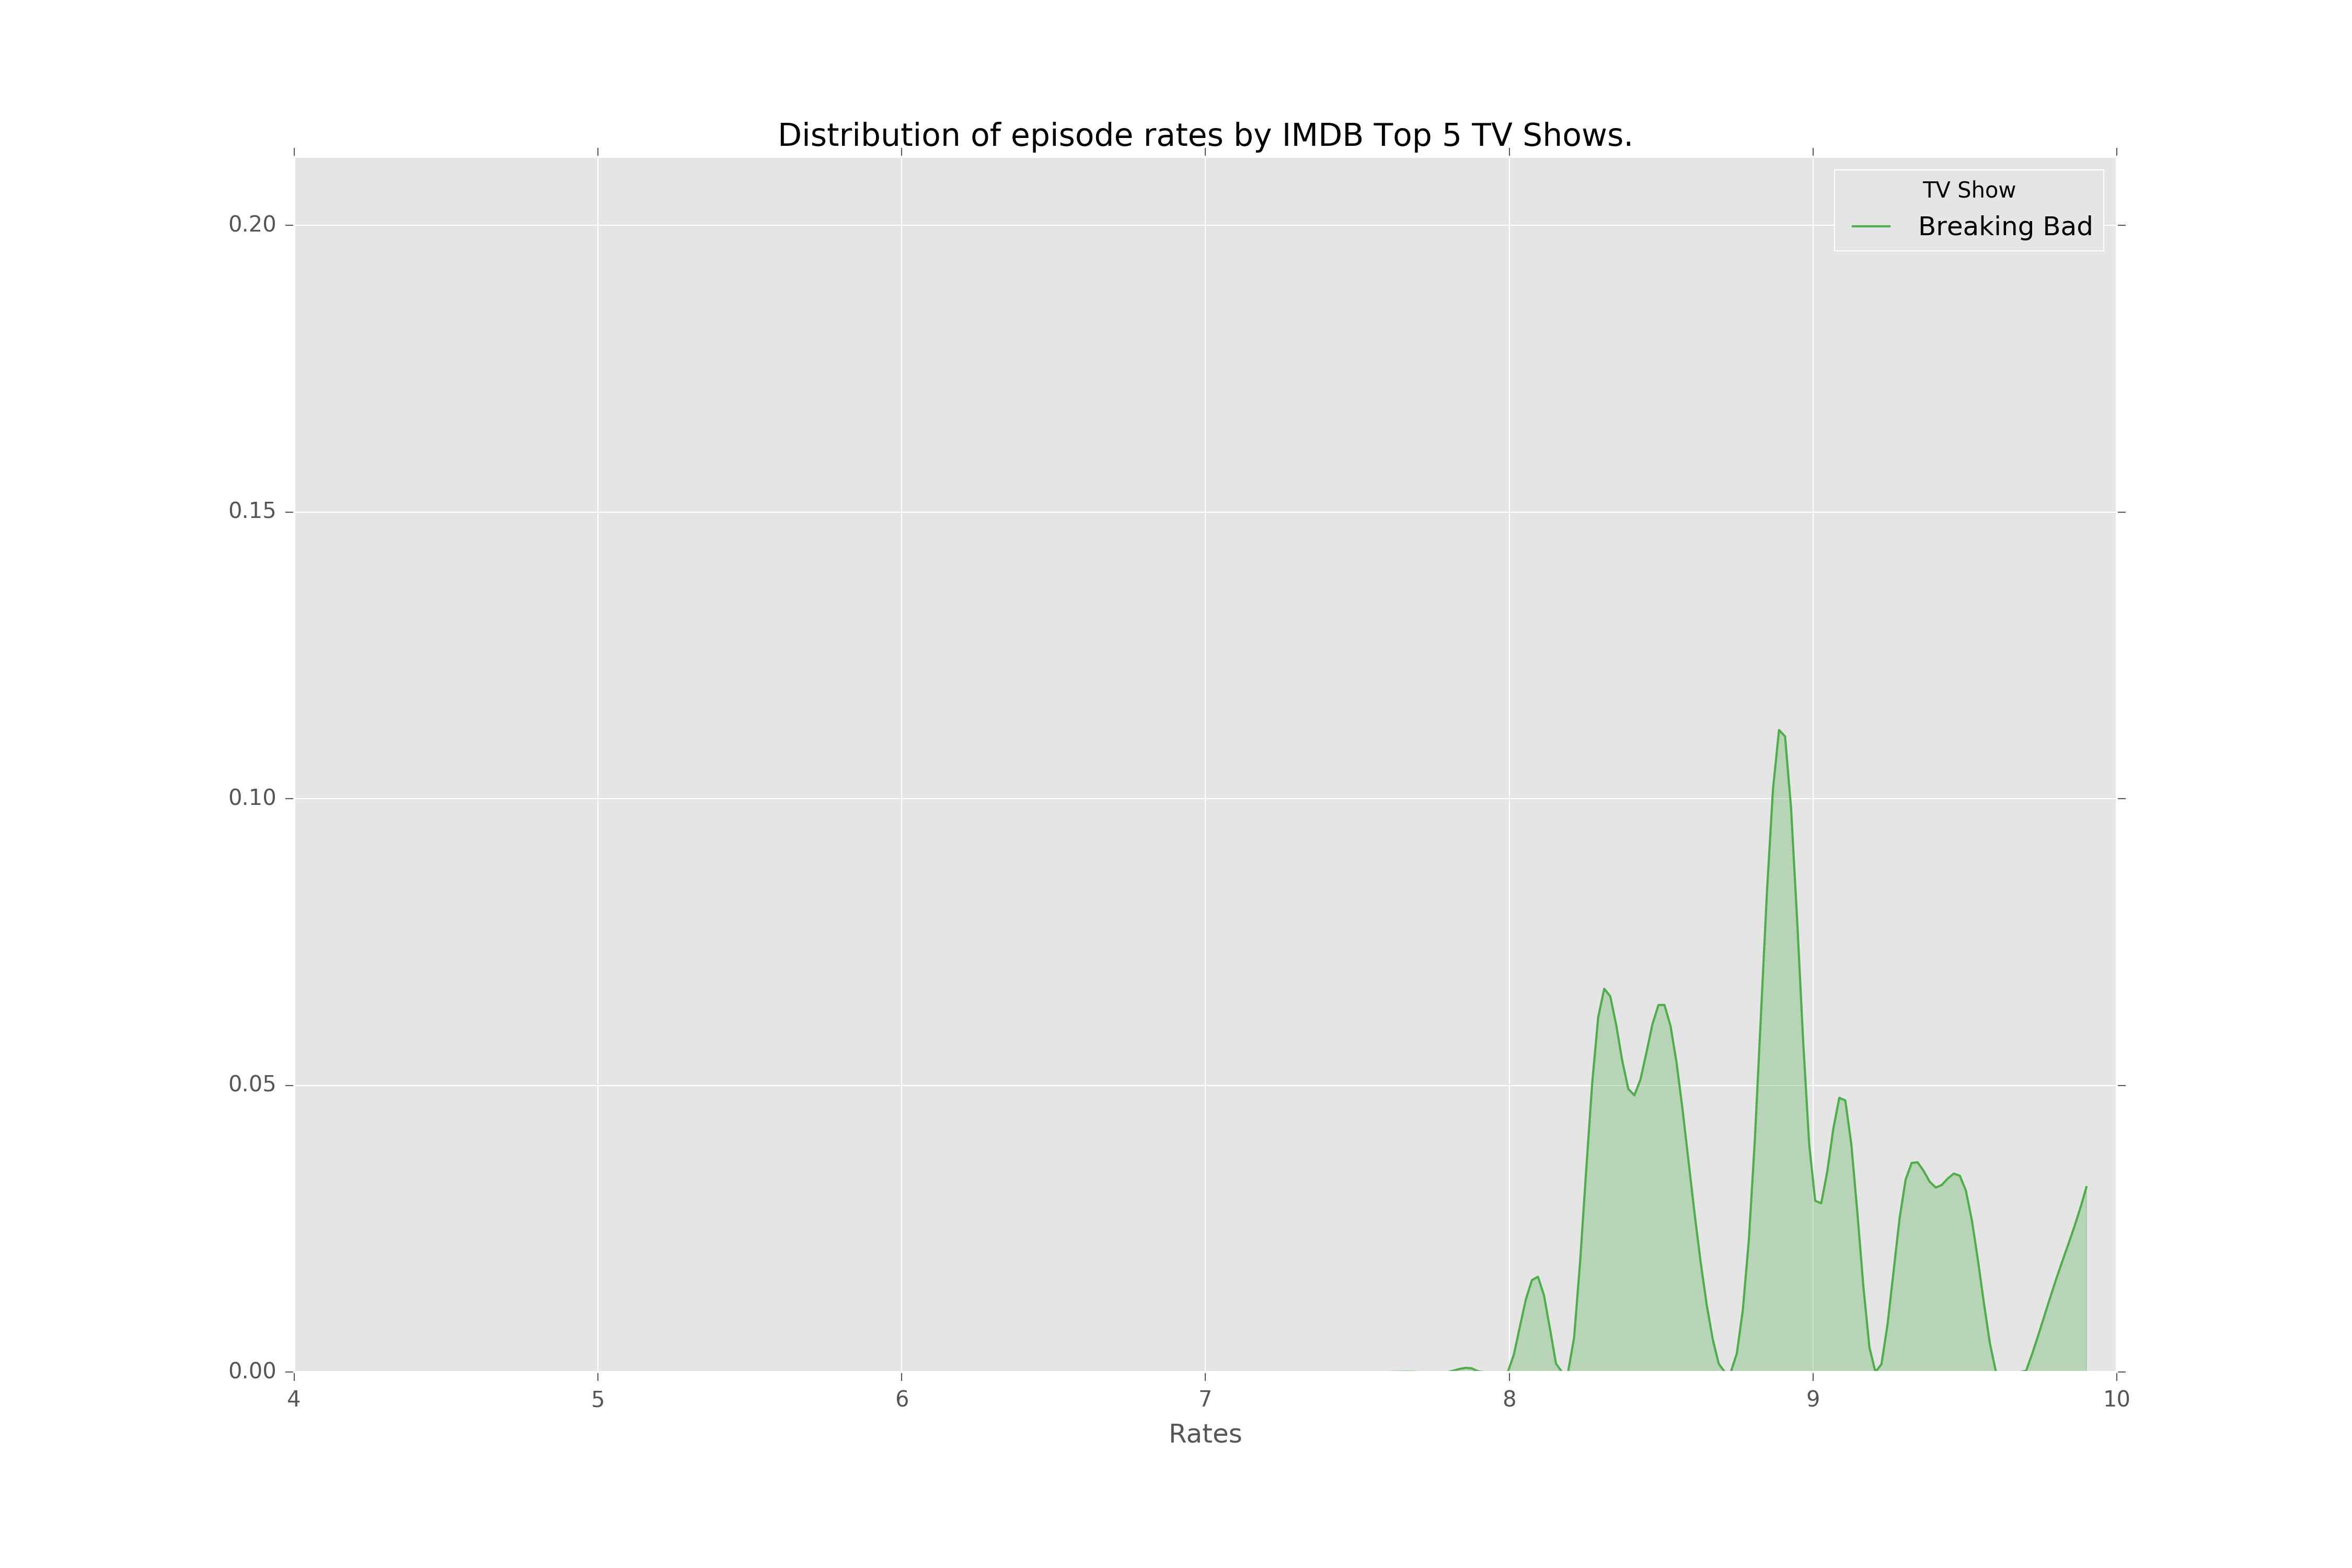 Distribution of episode rates by IMDB Top 5 TV Shows.
TV Show
Breaking Bad
0.20
0.15
0.10
0.05
0.00
4 5 6 7 8 9 10
Rates